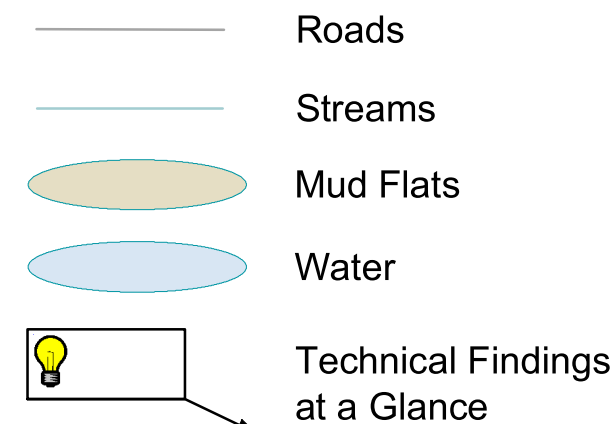 Roads
Streams
Mud Flats
Water
Technical Findings
at a Glance